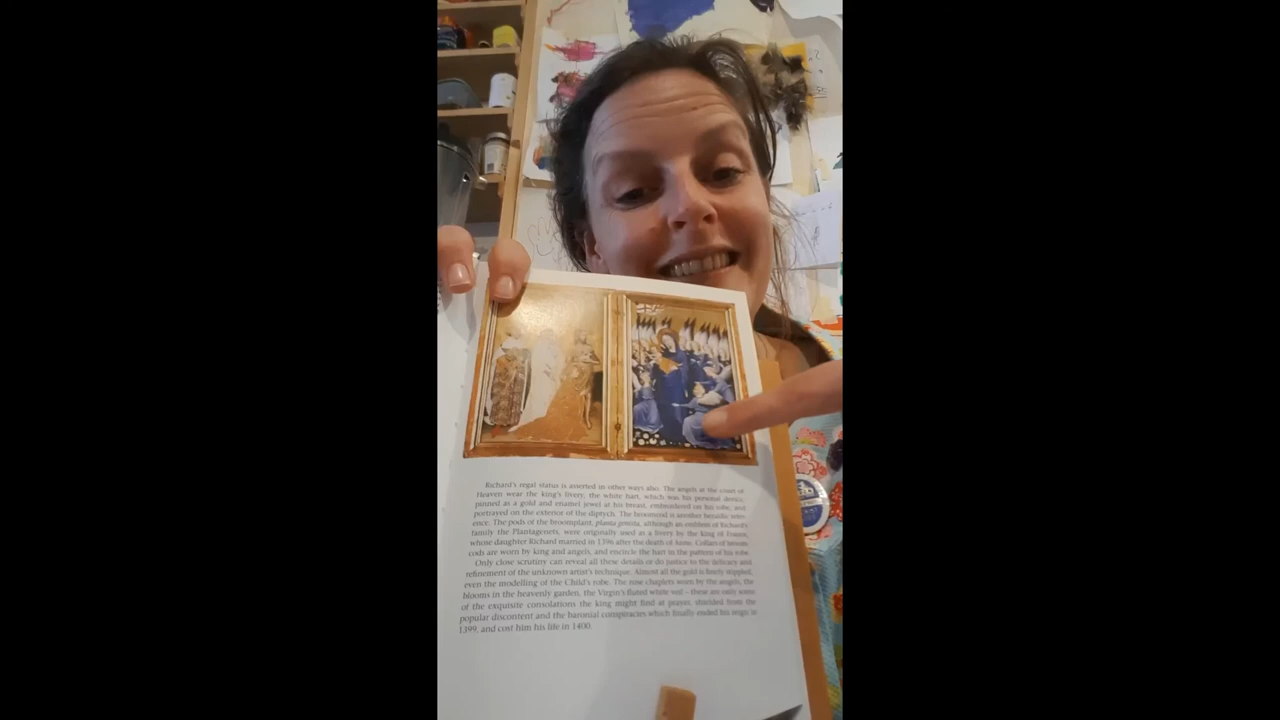 Richard's regal status is asserted in other ways also. The angels at the court of
Heaven wear the king's livery, the white hart, which was his personal device,
pinned as a gold and enamel jewel at his breast, embroidered on his robe, and
portrayed on the exterior of the diptych. The broomcod is another heraldic refer-
ence. The pods of the broomplant, planta genista, although an emblem of Richard's
family the Plantagenets, were originally used as a livery by the king of France,
whose daughter Richard married in 1396 after the death of Anne. Collars of broom
cods are worn by king and angels, and encircle the hart in the pattern of his robe.
Only close scrutiny can reveal all these details or do justice to the delicacy and
refinement of the unknown artist's technique. Almost all the gold is finely stippled,
even the modelling of the Child's robe. The rose chaplets worn by the angels, the
blooms in the heavenly garden, the Virgin's fluted white veil – these are only some
of the exquisite consolations the king might find at prayer, shielded from the
popular discontent and the baronial conspiracies which finally ended his reign in
1399, and cost him his life in 1400.